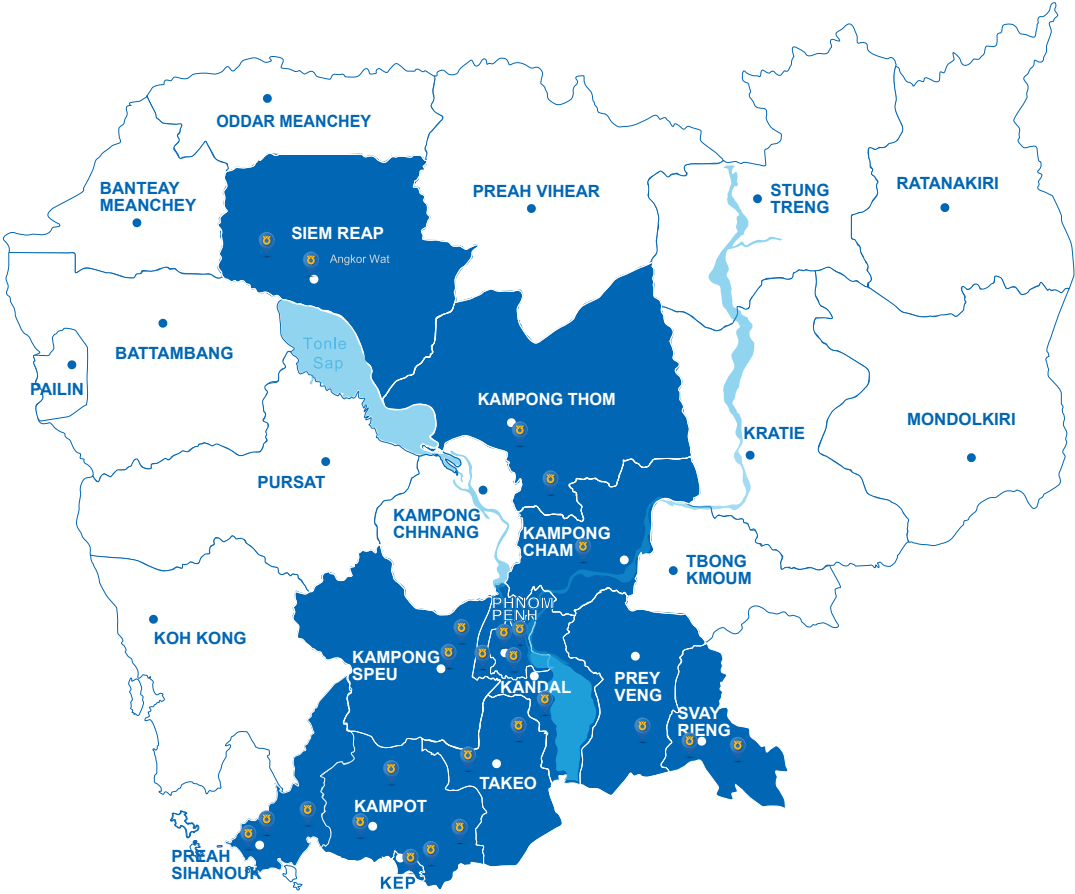 ODDAR MEANCHEY
BANTEAY
MEANCHEY
PREAH VIHEAR
STUNG
TRENG
RATANAKIRI
SIEM REAP
Angkor Wat
BATTAMBANG
Tonle
Sap
PAILIN
KAMPONG THOM
MONDOLKIRI
KRATIE
PURSAT
KAMPONG
CHHNANG
KAMPONG
CHAM
TBONG
KMOUM
PHNOM
PENH
KOH KONG
KAMPONG
SPEU
KANDAL
PREY
VENG
SVAY
RIENG
TAKEO
KAMPOT
PREAH
SIHANOUK
KEP